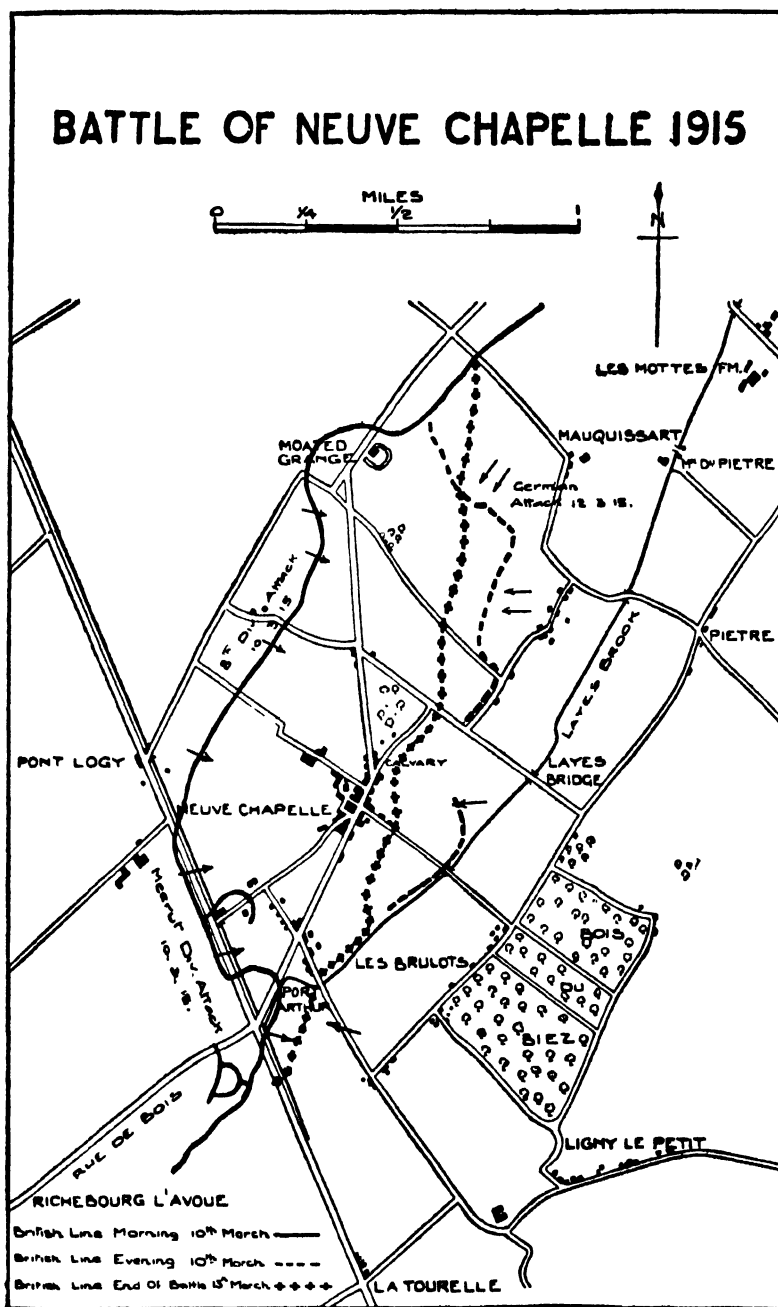 BATTLE OF NEUVE CHAPELLE 1915
MILES
0 1/4 1/2 1
N
LES MOTTES FM.
MAUQUISSART
Mn DU PIETRE
MOATED
GRANGE
German
Attack 12 3 15.
8TH Div. Attack
10 3 15
PIETRE
LAYES BROOK
PONT LOGY
CALVARY
LAYES
BRIDGE
NEUVE CHAPELLE
Meerut Div. Attack
10 3 15.
BOIS
DU
BIEZ
LES BRULOTS
PORT
ARTHUR
RUE DE BOIS
LIGNY LE PETIT
RICHEBOURG L'AVOUE
British Line Morning 10th March
British Line Evening 10th March
British Line End Of Battle 13th March
LA TOURELLE